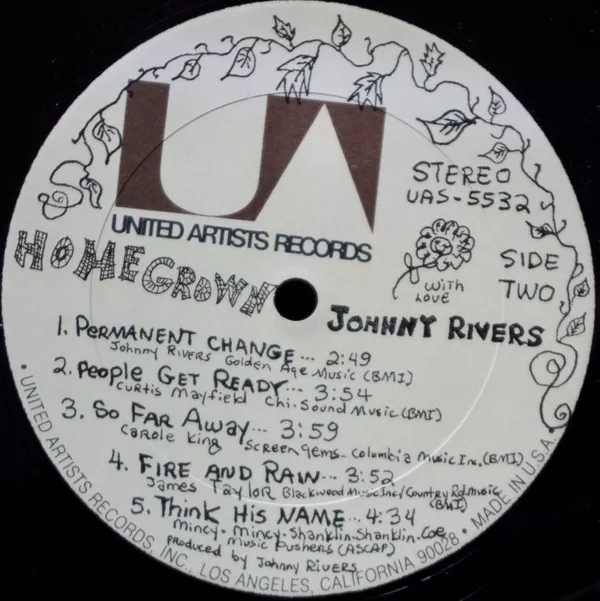 UA
UNITED ARTISTS RECORDS
STEREO
UAS-5532
HOMEGROWN
with
LOVE
SIDE
TWO
JOHNNY RIVERS
1. PERMANENT CHANGE... 2:49
Johnny RIVERS Golden Age Music (BMI)
2. People GET READY... 3:54
CURTIS Mayfield Chi. Sound Music (BMI)
3. SO FAR AWAY... 3:59
Carole King Screen gems-Columbia Music Inc. (BMI)
4. FIRE AND RAIN... 3:52
James TAYloR Blackwood Music Inc/Country Rd. Music
(BMI)
5. Think His NAME... 4:34
Mincy-Mincy-Shanklin-Shanklin-Coe
Music Pushers (ASCAP)
produced by Johnny RIVERS
• UNITED ARTISTS RECORDS, INC., LOS ANGELES, CALIFORNIA 90028 • MADE IN U.S.A.